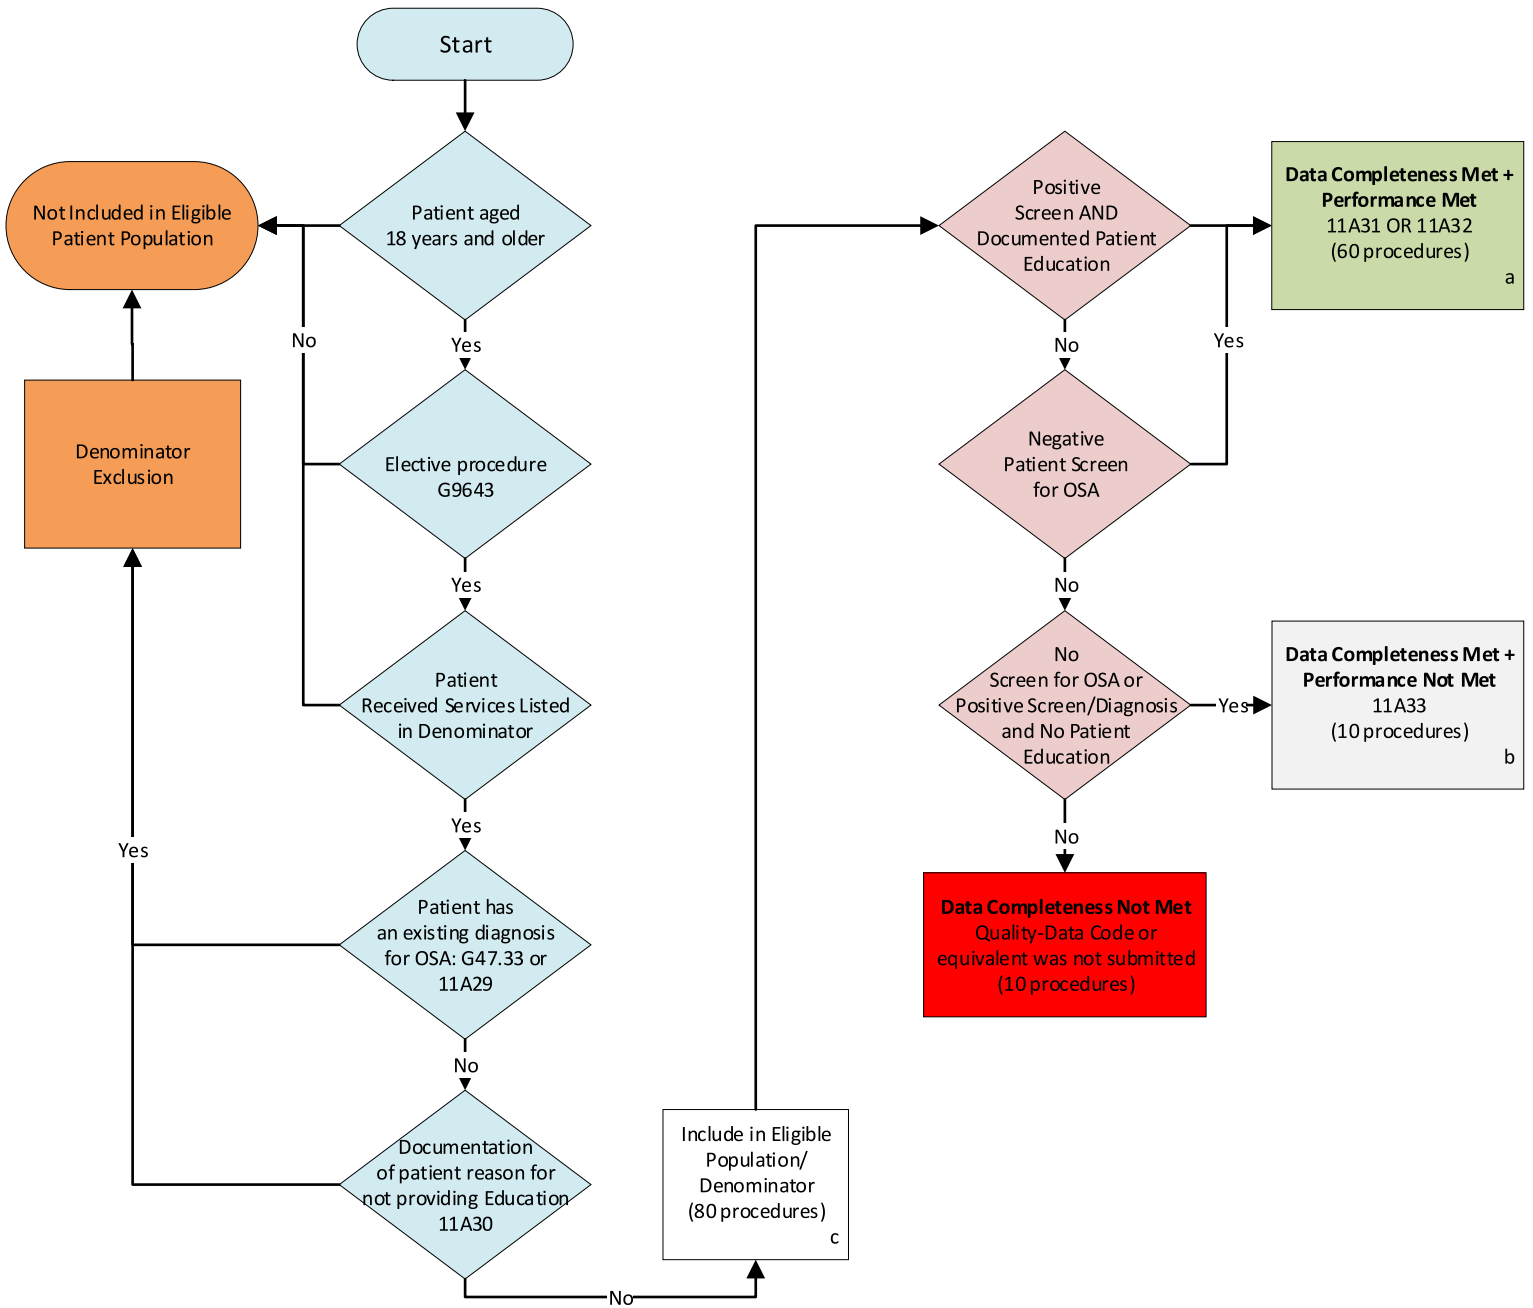 Start
Patient aged
18 years and older
Not Included in Eligible
Patient Population
No
Yes
Elective procedure
G9643
Denominator
Exclusion
Yes
Patient
Received Services Listed
in Denominator
Yes
Yes
Patient has
an existing diagnosis
for OSA: G47.33 or
11A29
No
Documentation
of patient reason for
not providing Education
11A30
No
Include in Eligible
Population/
Denominator
(80 procedures)
c
Positive
Screen AND
Documented Patient
Education
Data Completeness Met +
Performance Met
11A31 OR 11A32
(60 procedures)
a
No
Yes
Negative
Patient Screen
for OSA
No
No
Screen for OSA or
Positive Screen/Diagnosis
and No Patient
Education
Yes
Data Completeness Met +
Performance Not Met
11A33
(10 procedures)
b
No
Data Completeness Not Met
Quality-Data Code or
equivalent was not submitted
(10 procedures)